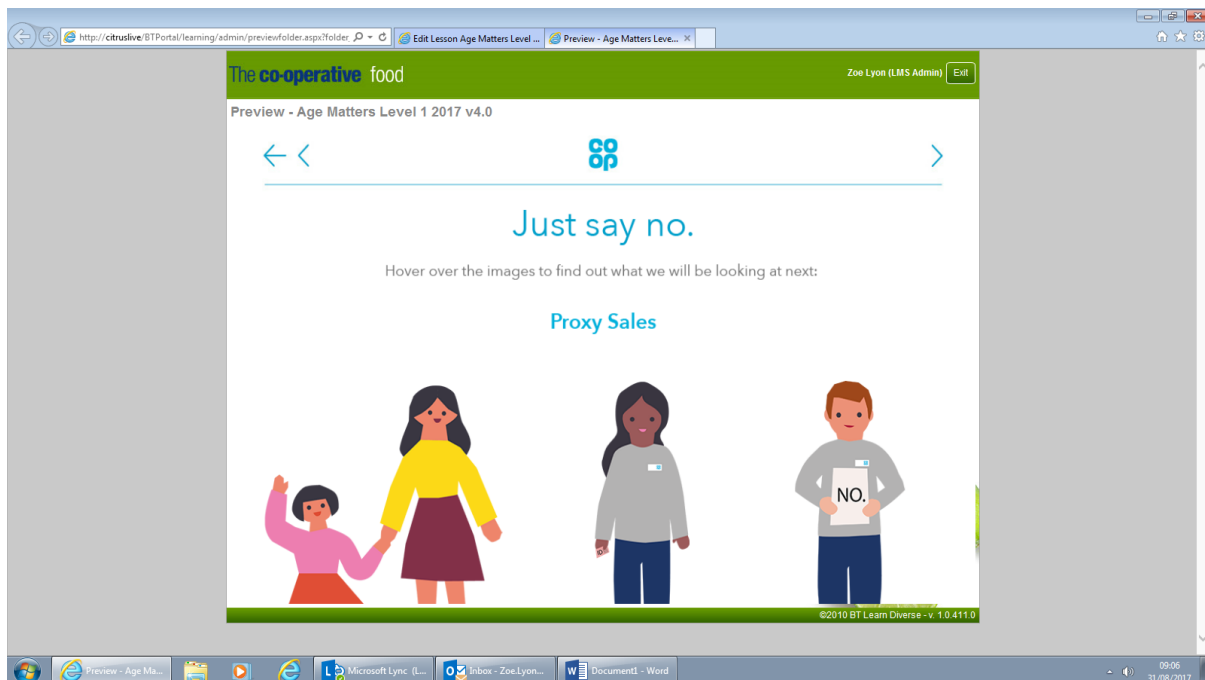 http://citruslive/BTPortal/learning/admin/previewfolder.aspx?folder
Edit Lesson Age Matters Level ...
Preview - Age Matters Leve...
The co-operative food
Zoe Lyon (LMS Admin)
Exit
Preview - Age Matters Level 1 2017 v4.0
CO
OP
Just say no.
Hover over the images to find out what we will be looking at next:
Proxy Sales
NO.
©2010 BT Learn Diverse - v. 1.0.411.0
Preview - Age Ma...
Microsoft Lync (L...
Inbox - Zoe.Lyon...
Document1 - Word
09:06
31/08/2017